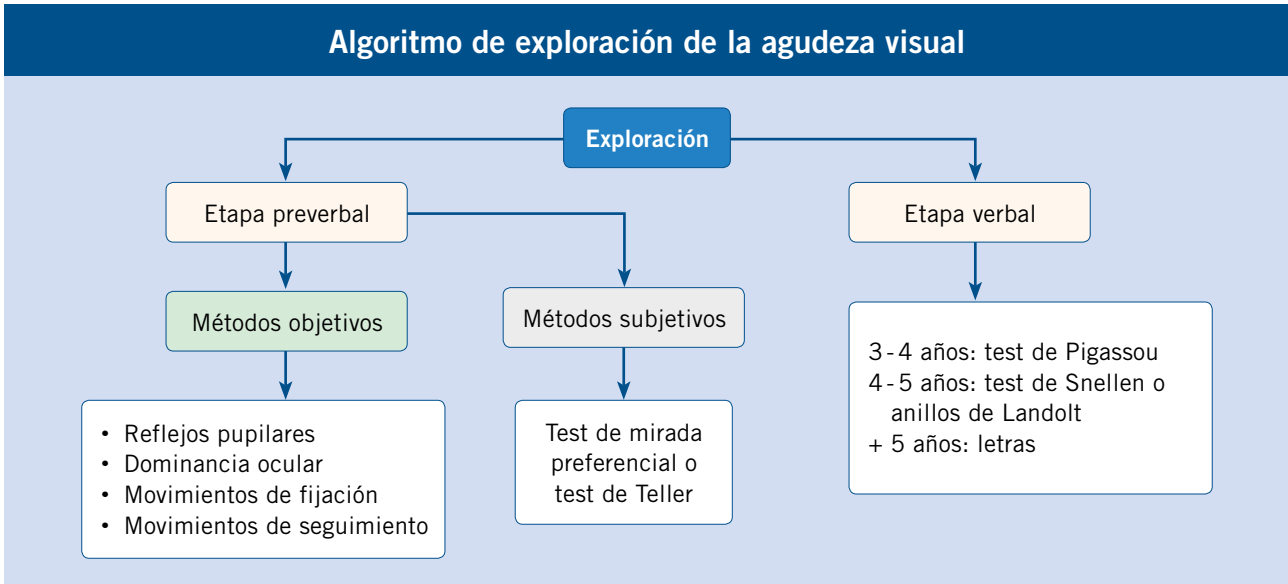 Algoritmo de exploración de la agudeza visual
Exploración
Etapa preverbal
Etapa verbal
Métodos objetivos
Métodos subjetivos
• Reflejos pupilares
• Dominancia ocular
• Movimientos de fijación
• Movimientos de seguimiento
Test de mirada
preferencial o
test de Teller
3-4 años: test de Pigassou
4-5 años: test de Snellen o
anillos de Landolt
+ 5 años: letras